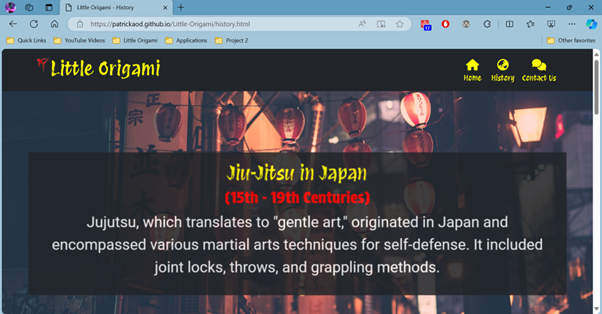 Little Origami - History
https://patrickaod.github.io/Little-Origami/history.html
17
Quick Links YouTube Videos Little Origami Applications Project 2 Other favorites
Little Origami
Home History Contact Us
Jiu-Jitsu in Japan
(15th - 19th Centuries)
Jujutsu, which translates to "gentle art," originated in Japan and
encompassed various martial arts techniques for self-defense. It included
joint locks, throws, and grappling methods.